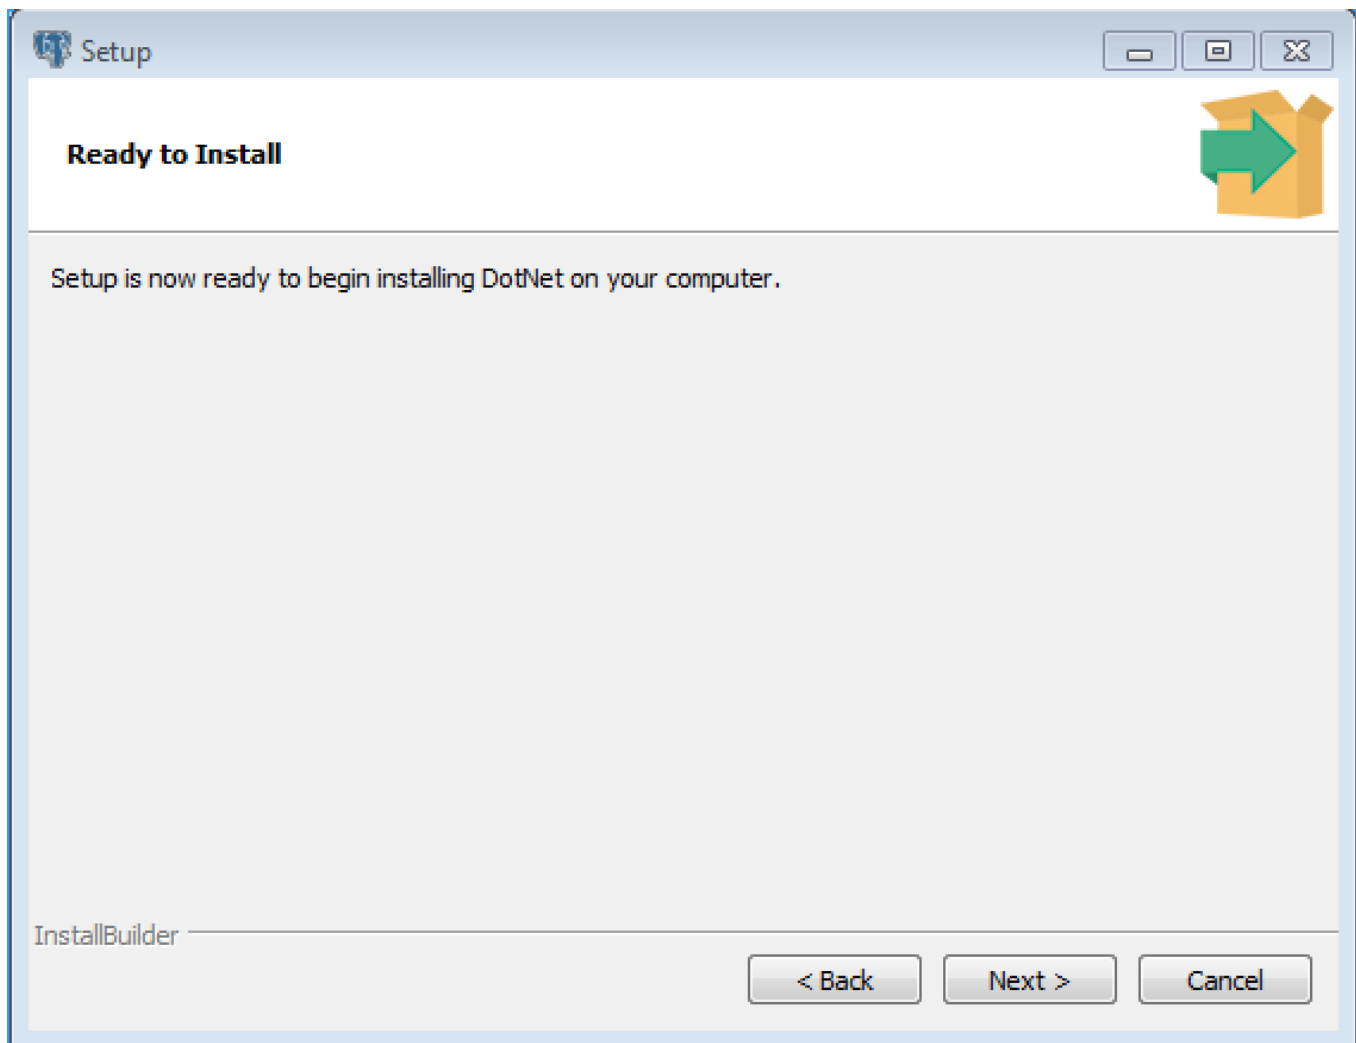 Setup
Ready to Install
Setup is now ready to begin installing DotNet on your computer.
InstallBuilder
< Back
Next >
Cancel